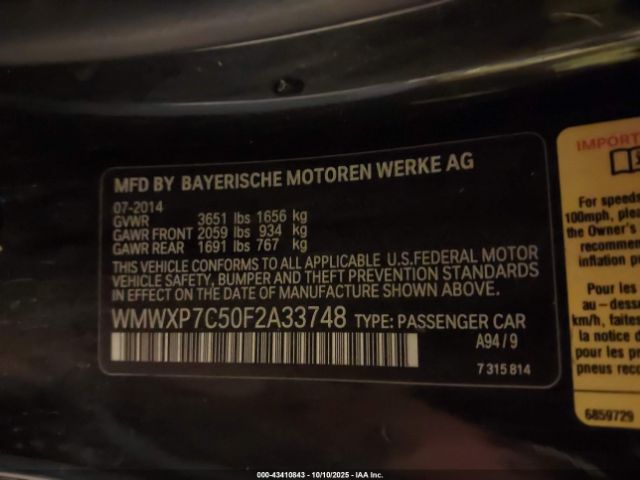 MFD BY BAYERISCHE MOTOREN WERKE AG
07-2014
GVWR 3651 lbs 1656 kg
GAWR FRONT 2059 lbs 934 kg
GAWR REAR 1691 lbs 767 kg
THIS VEHICLE CONFORMS TO ALL APPLICABLE U.S.FEDERAL MOTOR
VEHICLE SAFETY, BUMPER AND THEFT PREVENTION STANDARDS
IN EFFECT ON THE DATE OF MANUFACTURE SHOWN ABOVE.
WMWXP7C50F2A33748 TYPE: PASSENGER CAR
A94/9
7 315 814
IMPORT
For speeds
100mph, plea
the Owner's
recommen
inflation p
Pour les
au-des
km/h, faites
la notice d
pour les
pneus reco
6859729
000-43410843 - 10/10/2025 - IAA Inc.